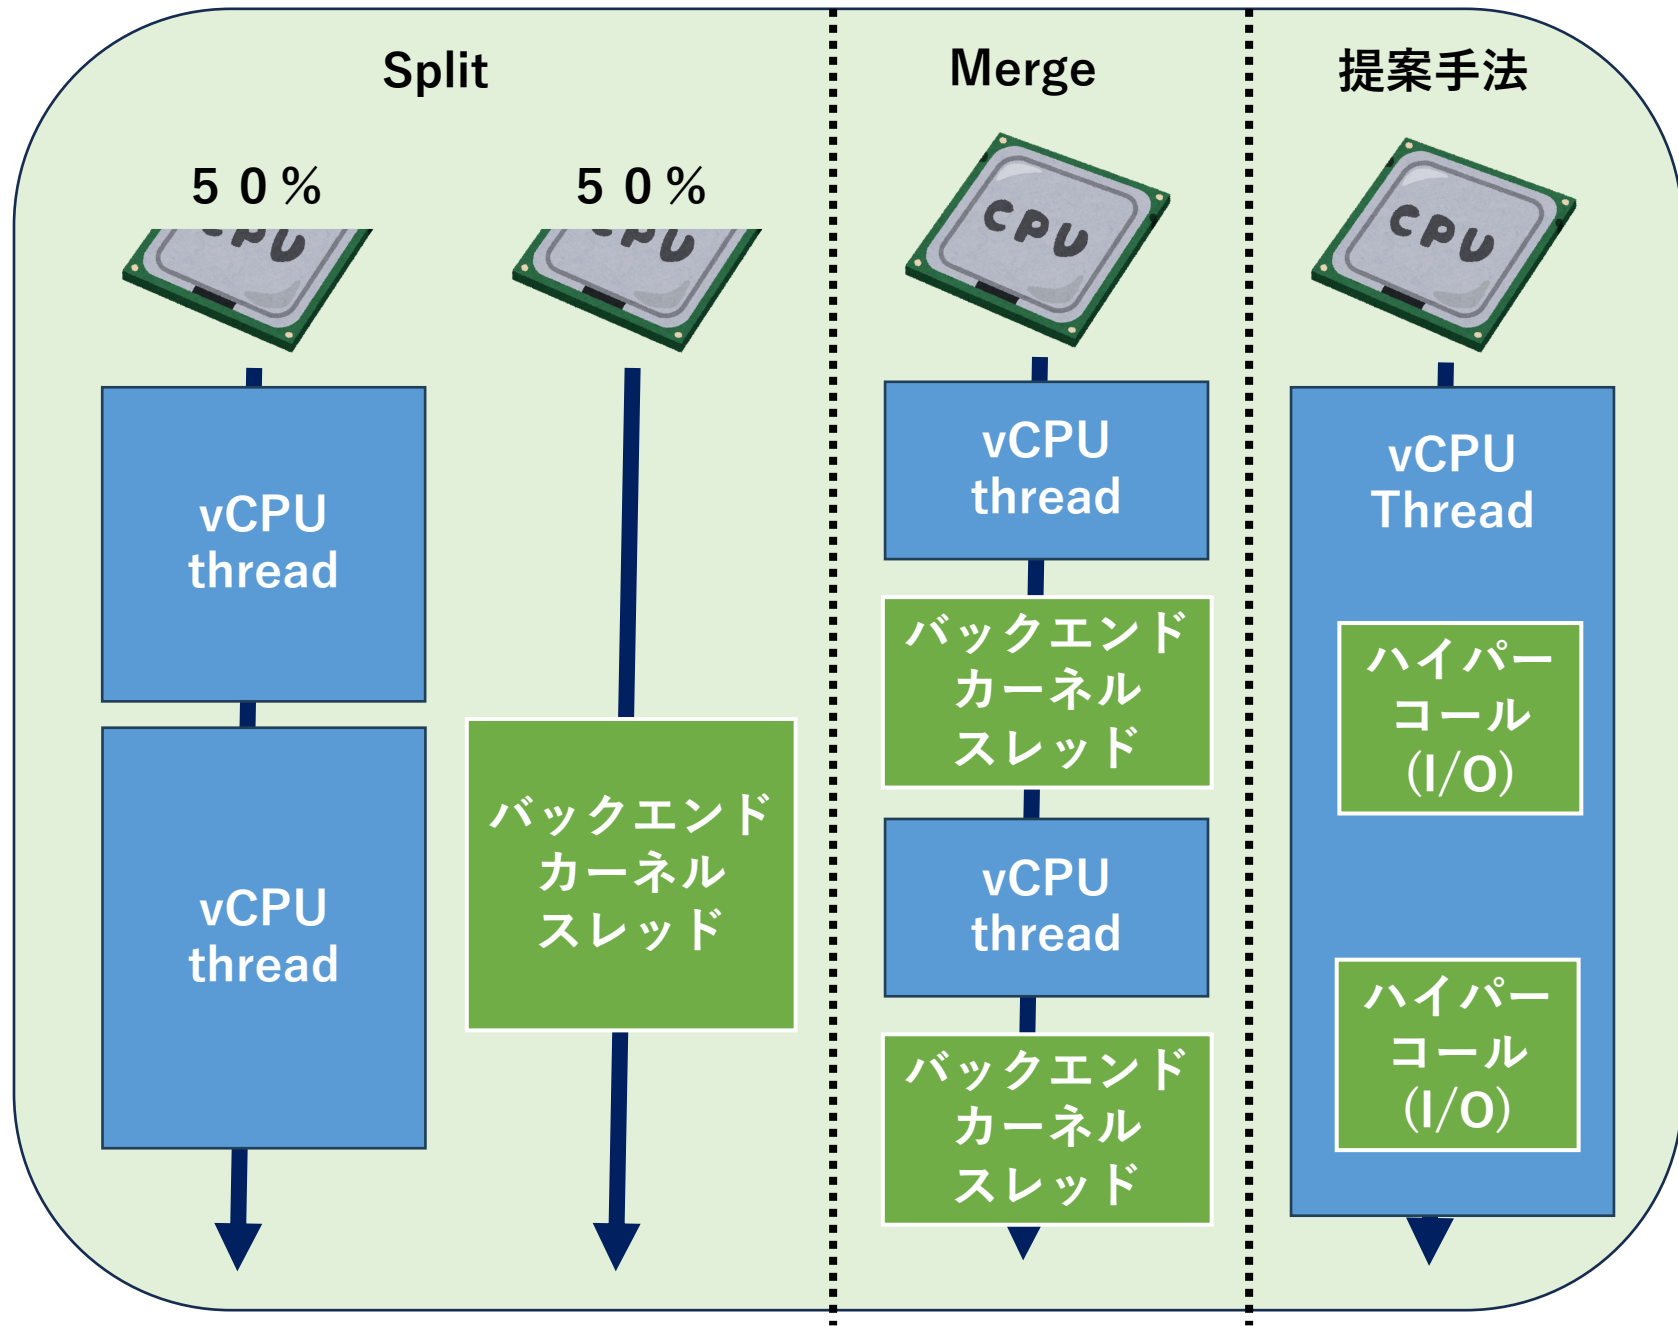 Split
Merge
提案手法
５０%
５０%
CPU
CPU
CPU
CPU
vCPU
thread
vCPU
thread
バックエンド
カーネル
スレッド
vCPU
thread
バックエンド
カーネル
スレッド
vCPU
thread
バックエンド
カーネル
スレッド
vCPU
Thread
ハイパー
コール
(I/O)
ハイパー
コール
(I/O)